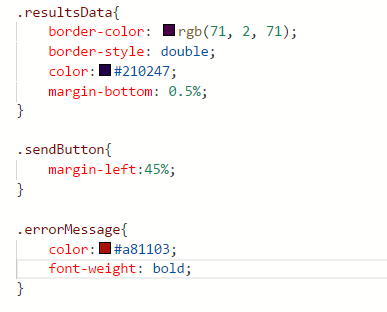 .resultsData{
border-color: rgb(71, 2, 71);
border-style: double;
color: #210247;
margin-bottom: 0.5%;
}
.sendButton{
margin-left:45%;
}
.errorMessage{
color: #a81103;
font-weight: bold;
}